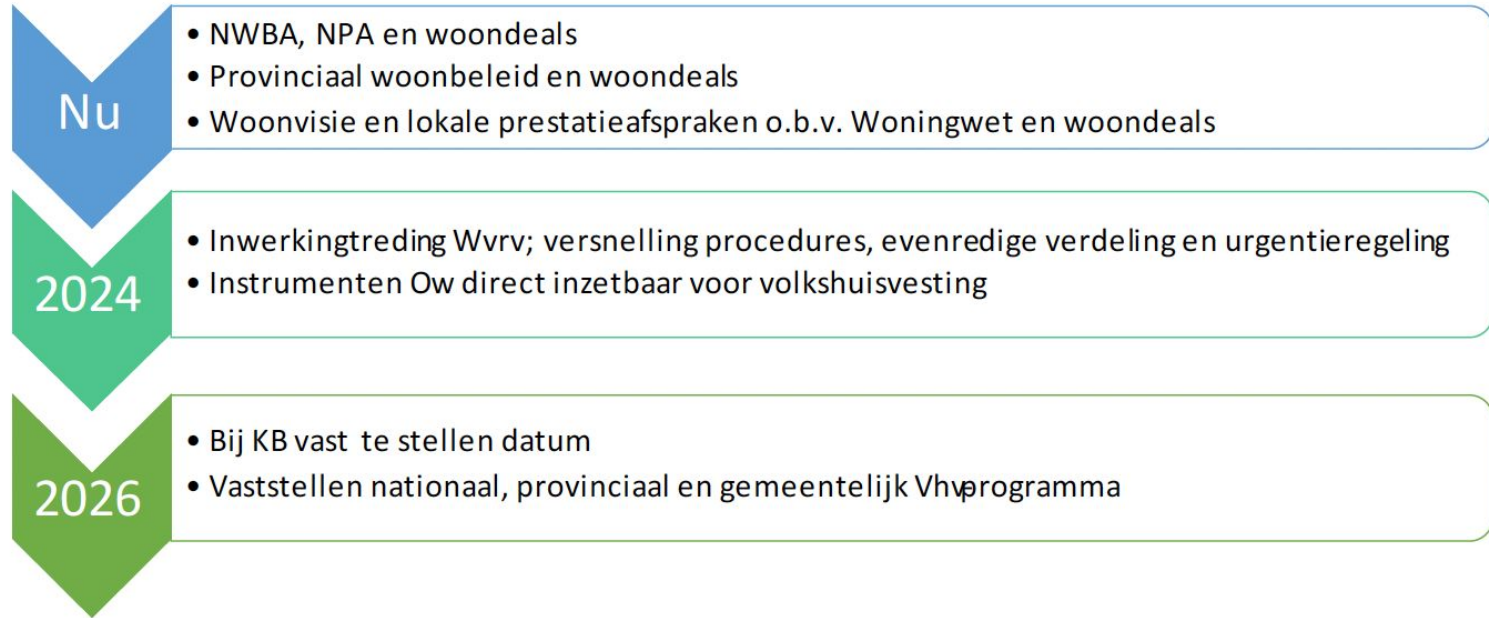 Nu
• NWBA, NPA en woondeals
• Provinciaal woonbeleid en woondeals
• Woonvisie en lokale prestatieafspraken o.b.v. Woningwet en woondeals
2024
• Inwerkingtreding Wvrv; versnelling procedures, evenredige verdeling en urgentieregeling
• Instrumenten Ow direct inzetbaar voor volkshuisvesting
2026
• Bij KB vast te stellen datum
• Vaststellen nationaal, provinciaal en gemeentelijk Vhvprogramma